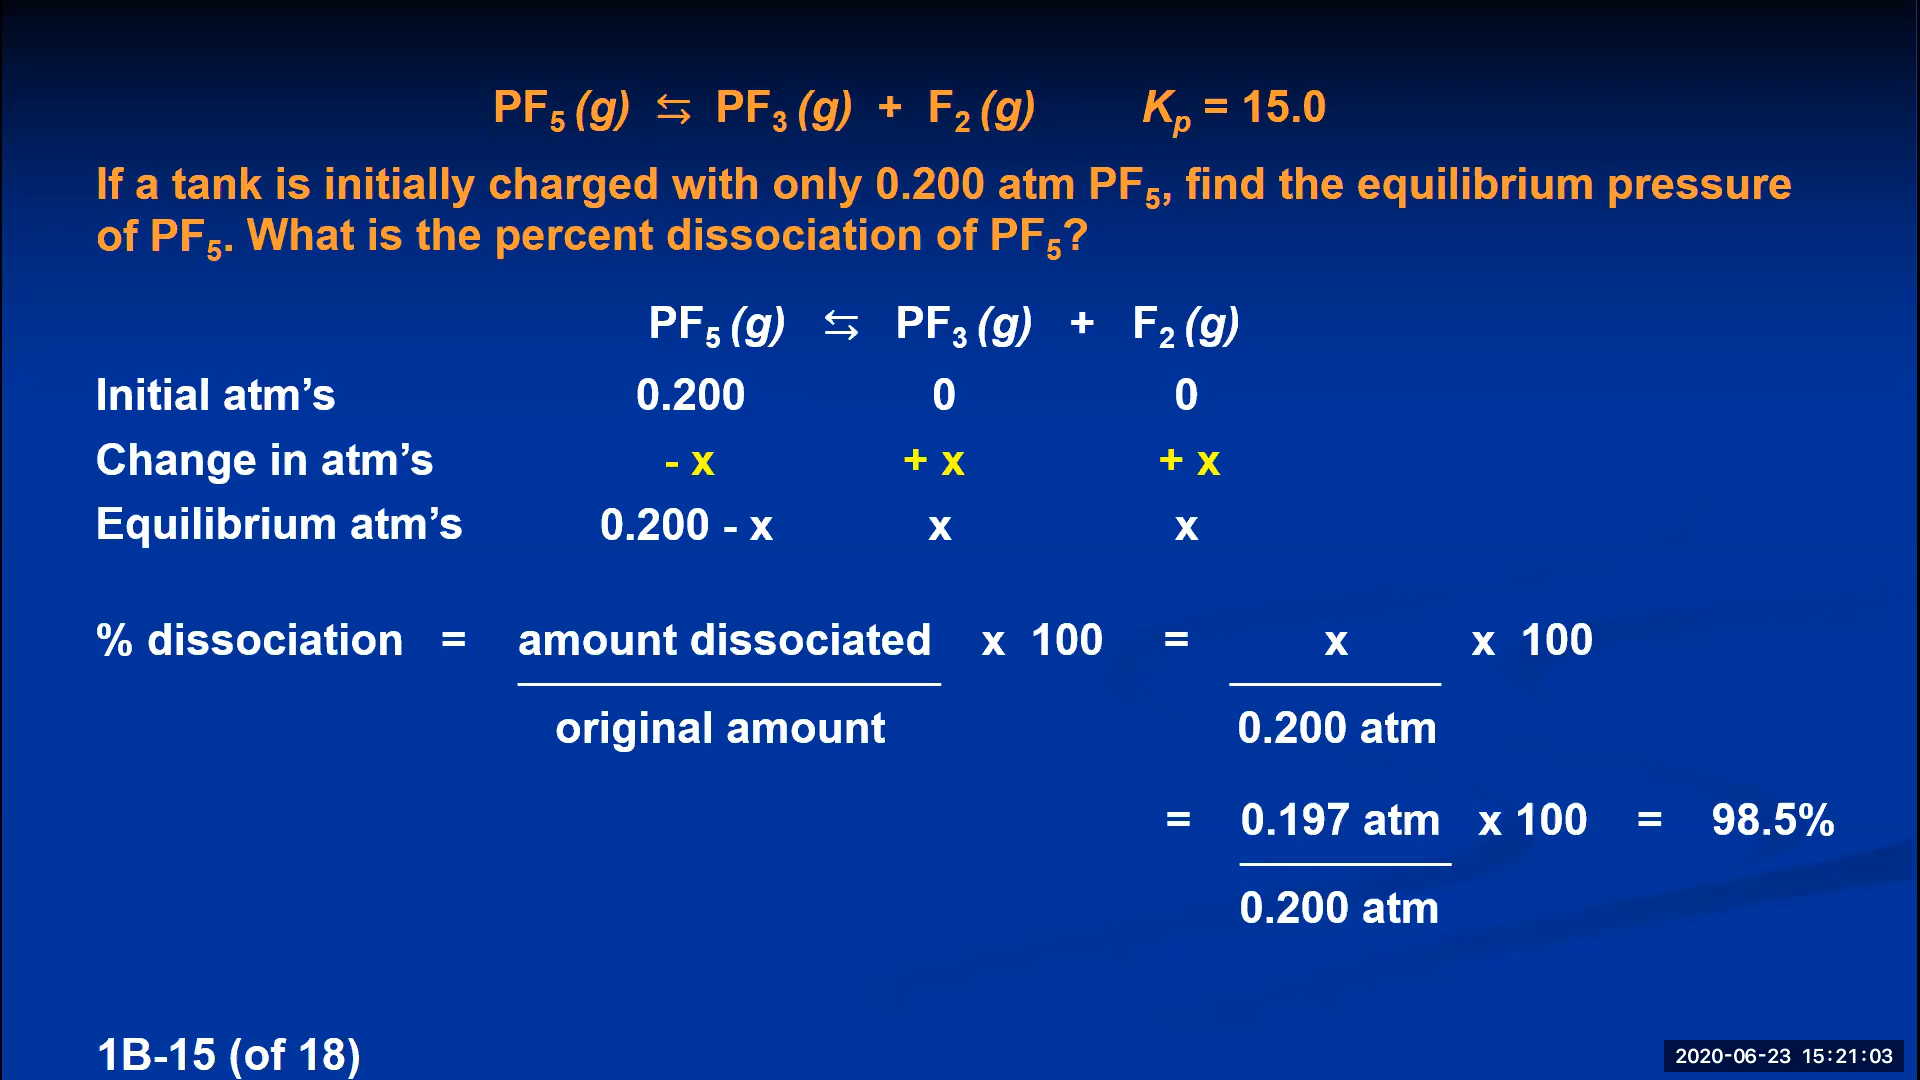 PF₅ (g) ⇆ PF₃ (g) + F₂ (g) Kₚ = 15.0
If a tank is initially charged with only 0.200 atm PF₅, find the equilibrium pressure
of PF₅. What is the percent dissociation of PF₅?
PF₅ (g) ⇆ PF₃ (g) + F₂ (g)
Initial atm’s 0.200 0 0
Change in atm’s - x + x + x
Equilibrium atm’s 0.200 - x x x
% dissociation = amount dissociated x 100 = x x 100
original amount 0.200 atm
= 0.197 atm x 100 = 98.5%
0.200 atm
1B-15 (of 18)
2020-06-23 15:21:03